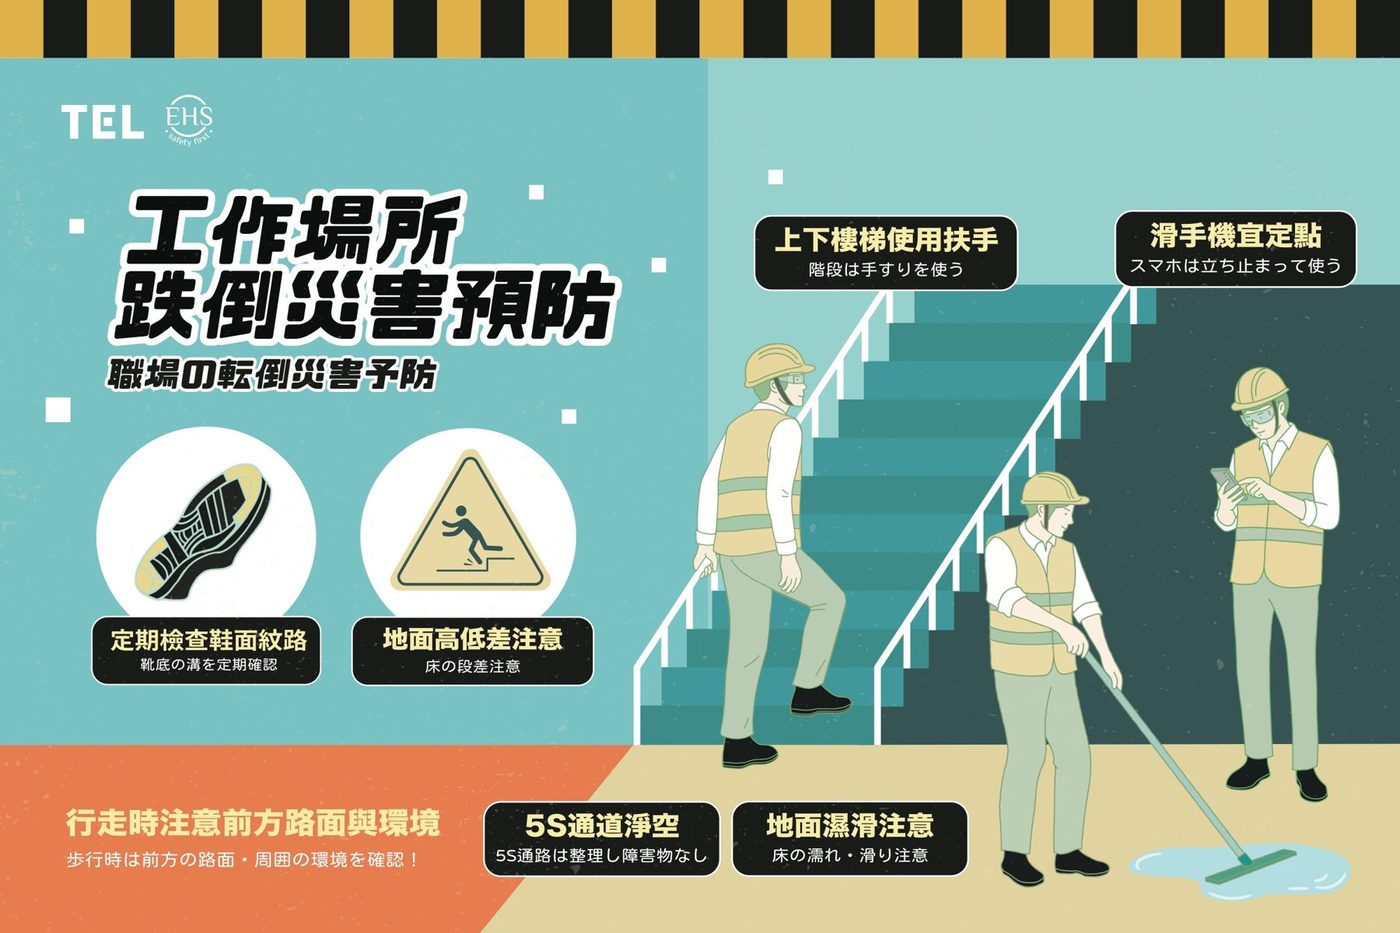 TEL
EHS
safety first
工作場所
跌倒災害預防
職場の転倒災害予防
上下樓梯使用扶手
階段は手すりを使う
滑手機宜定點
スマホは立ち止まって使う
定期檢查鞋面紋路
靴底の溝を定期確認
地面高低差注意
床の段差注意
行走時注意前方路面與環境
歩行時は前方の路面・周囲の環境を確認！
5S通道淨空
5S通路は整理し障害物なし
地面濕滑注意
床の濡れ・滑り注意